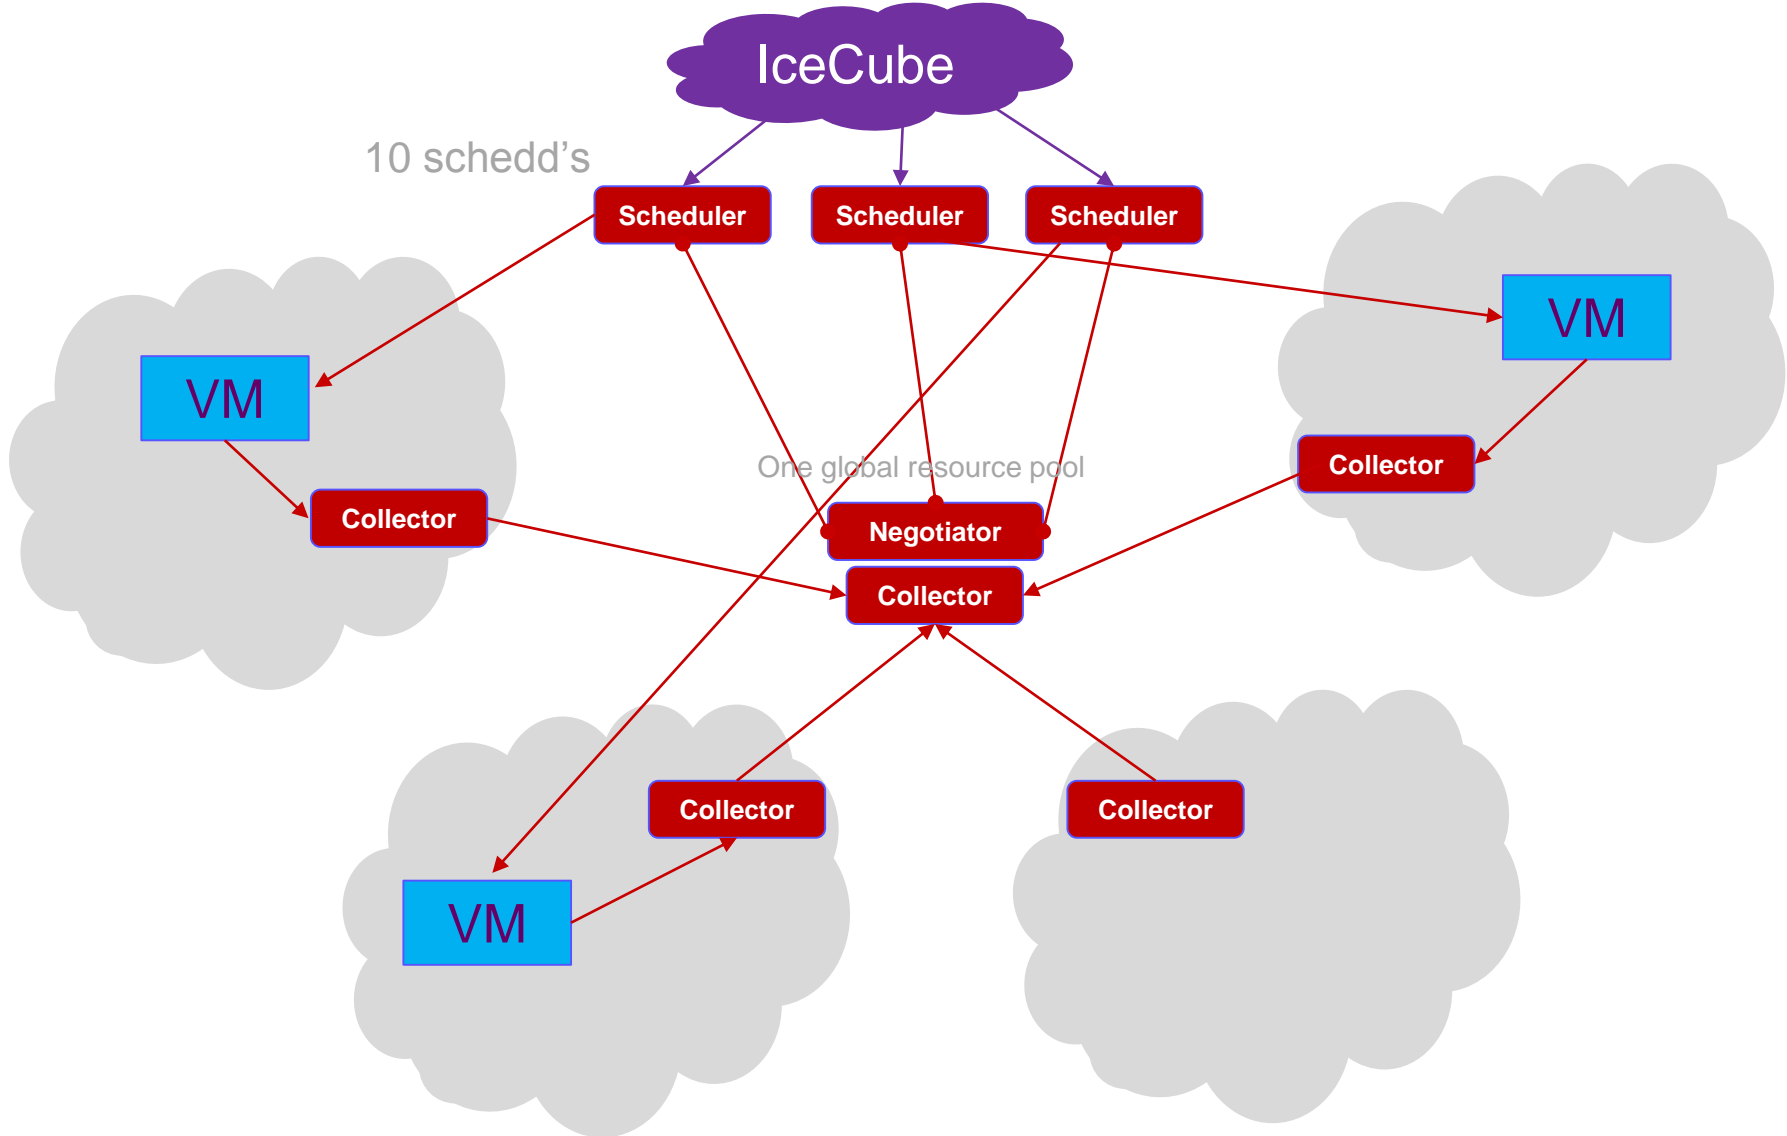 IceCube
10 schedd’s
Scheduler
Scheduler
Scheduler
VM
VM
Collector
One global resource pool
Collector
Negotiator
Collector
Collector
Collector
VM